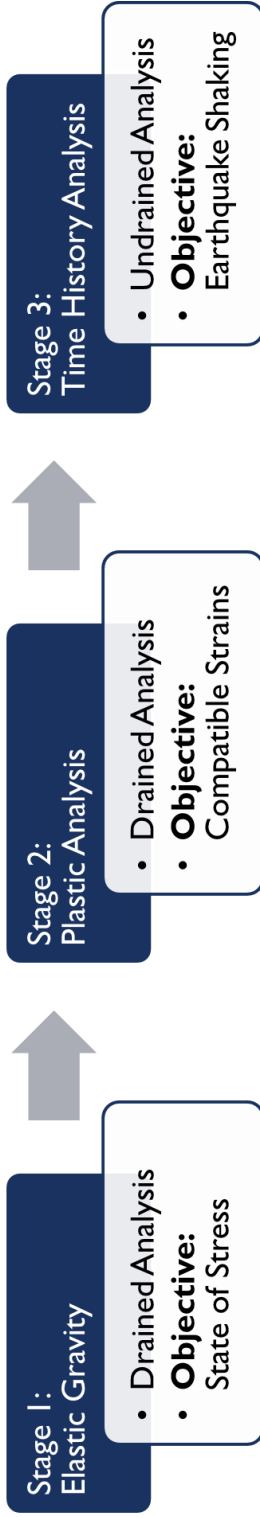 Stage 1:
Elastic Gravity
• Drained Analysis
• Objective:
State of Stress
Stage 2:
Plastic Analysis
• Drained Analysis
• Objective:
Compatible Strains
Stage 3:
Time History Analysis
• Undrained Analysis
• Objective:
Earthquake Shaking